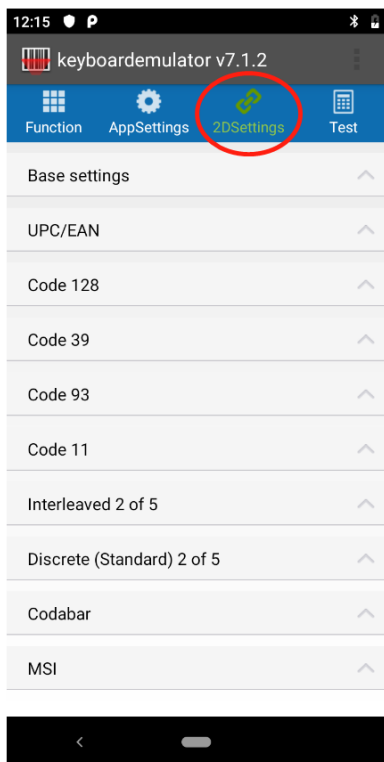 12:15
keyboardemulator v7.1.2
Function AppSettings 2DSettings Test
Base settings
UPC/EAN
Code 128
Code 39
Code 93
Code 11
Interleaved 2 of 5
Discrete (Standard) 2 of 5
Codabar
MSI